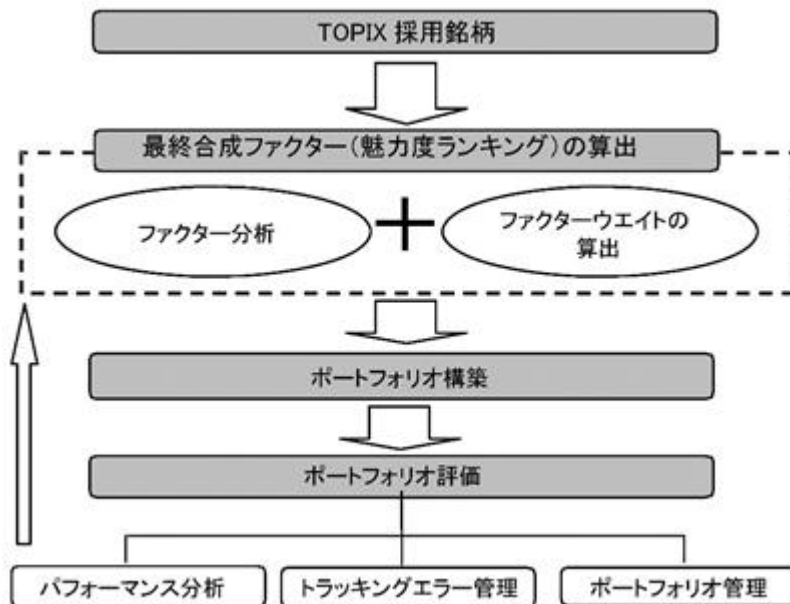 TOPIX 採用銘柄
最終合成ファクター(魅力度ランキング)の算出
ファクター分析
ファクターウエイトの
算出
ポートフォリオ構築
ポートフォリオ評価
パフォーマンス分析
トラッキングエラー管理
ポートフォリオ管理